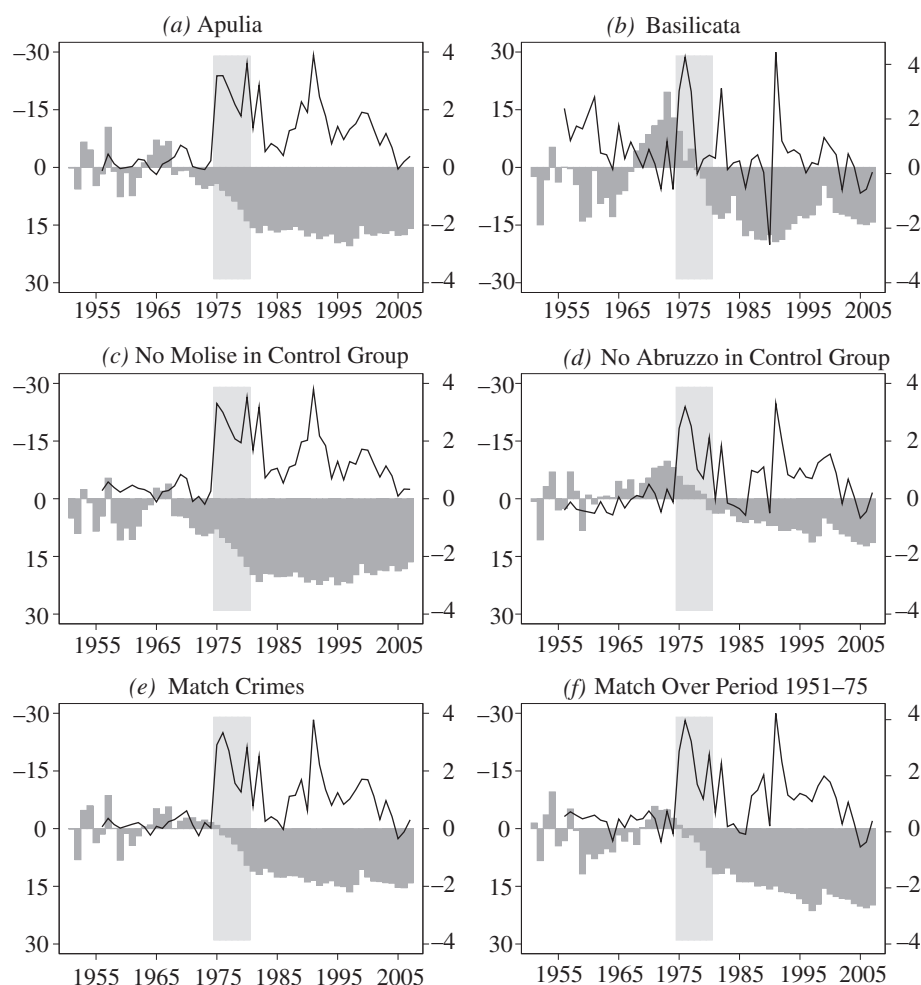 (a) Apulia
(b) Basilicata
–30 4 –30 4
–15 2 –15 2
0 0 0 0
15 –2 15 –2
30 –4 –30 –4
1955 1965 1975 1985 1995 2005 1955 1965 1975 1985 1995 2005
(c) No Molise in Control Group
(d) No Abruzzo in Control Group
–30 4 –30 4
–15 2 –15 2
0 0 0 0
15 –2 15 –2
30 –4 30 –4
1955 1965 1975 1985 1995 2005 1955 1965 1975 1985 1995 2005
(e) Match Crimes
(f) Match Over Period 1951–75
–30 4 –30 4
–15 2 –15 2
0 0 0 0
15 –2 15 –2
30 –4 30 –4
1955 1965 1975 1985 1995 2005 1955 1965 1975 1985 1995 2005